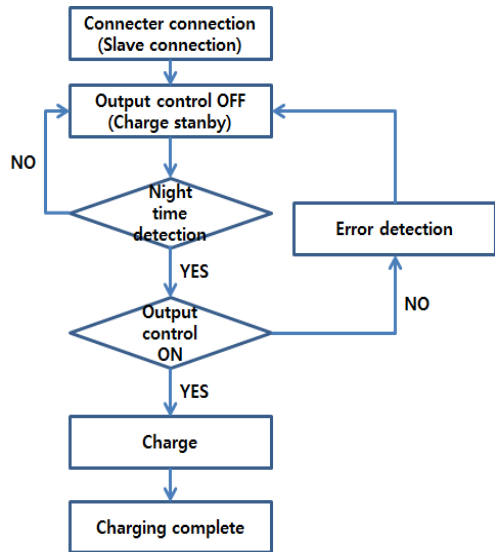 Connecter connection
(Slave connection)
Output control OFF
(Charge stanby)
NO
Night
time
detection
Error detection
YES
NO
Output
control
ON
YES
Charge
Charging complete